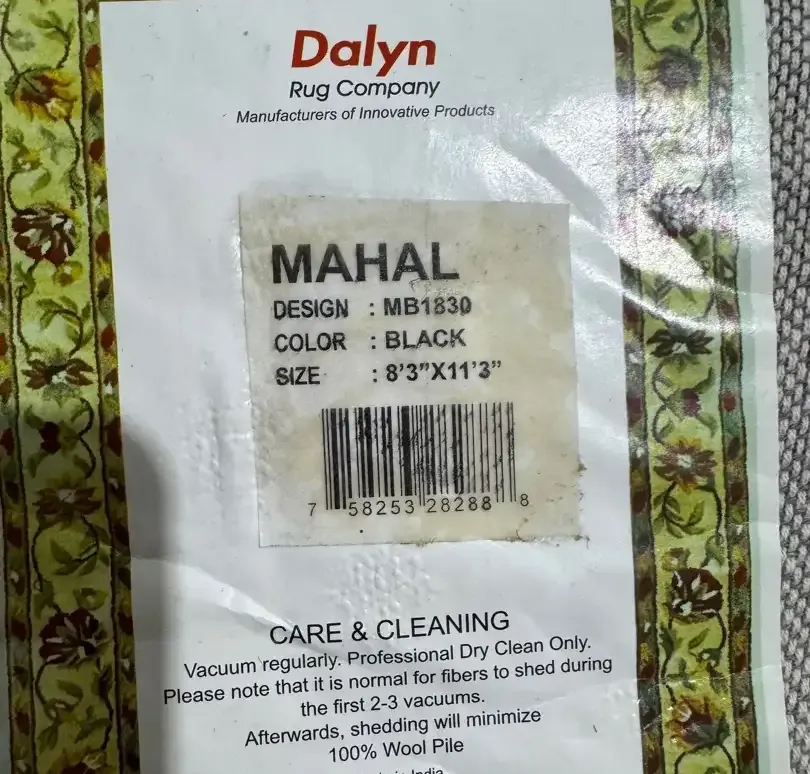 Dalyn
Rug Company
Manufacturers of Innovative Products
MAHAL
DESIGN : MB1830
COLOR : BLACK
SIZE : 8'3"X11'3"
7 58253 28288 8
CARE & CLEANING
Vacuum regularly. Professional Dry Clean Only.
Please note that it is normal for fibers to shed during
the first 2-3 vacuums.
Afterwards, shedding will minimize
100% Wool Pile
in India